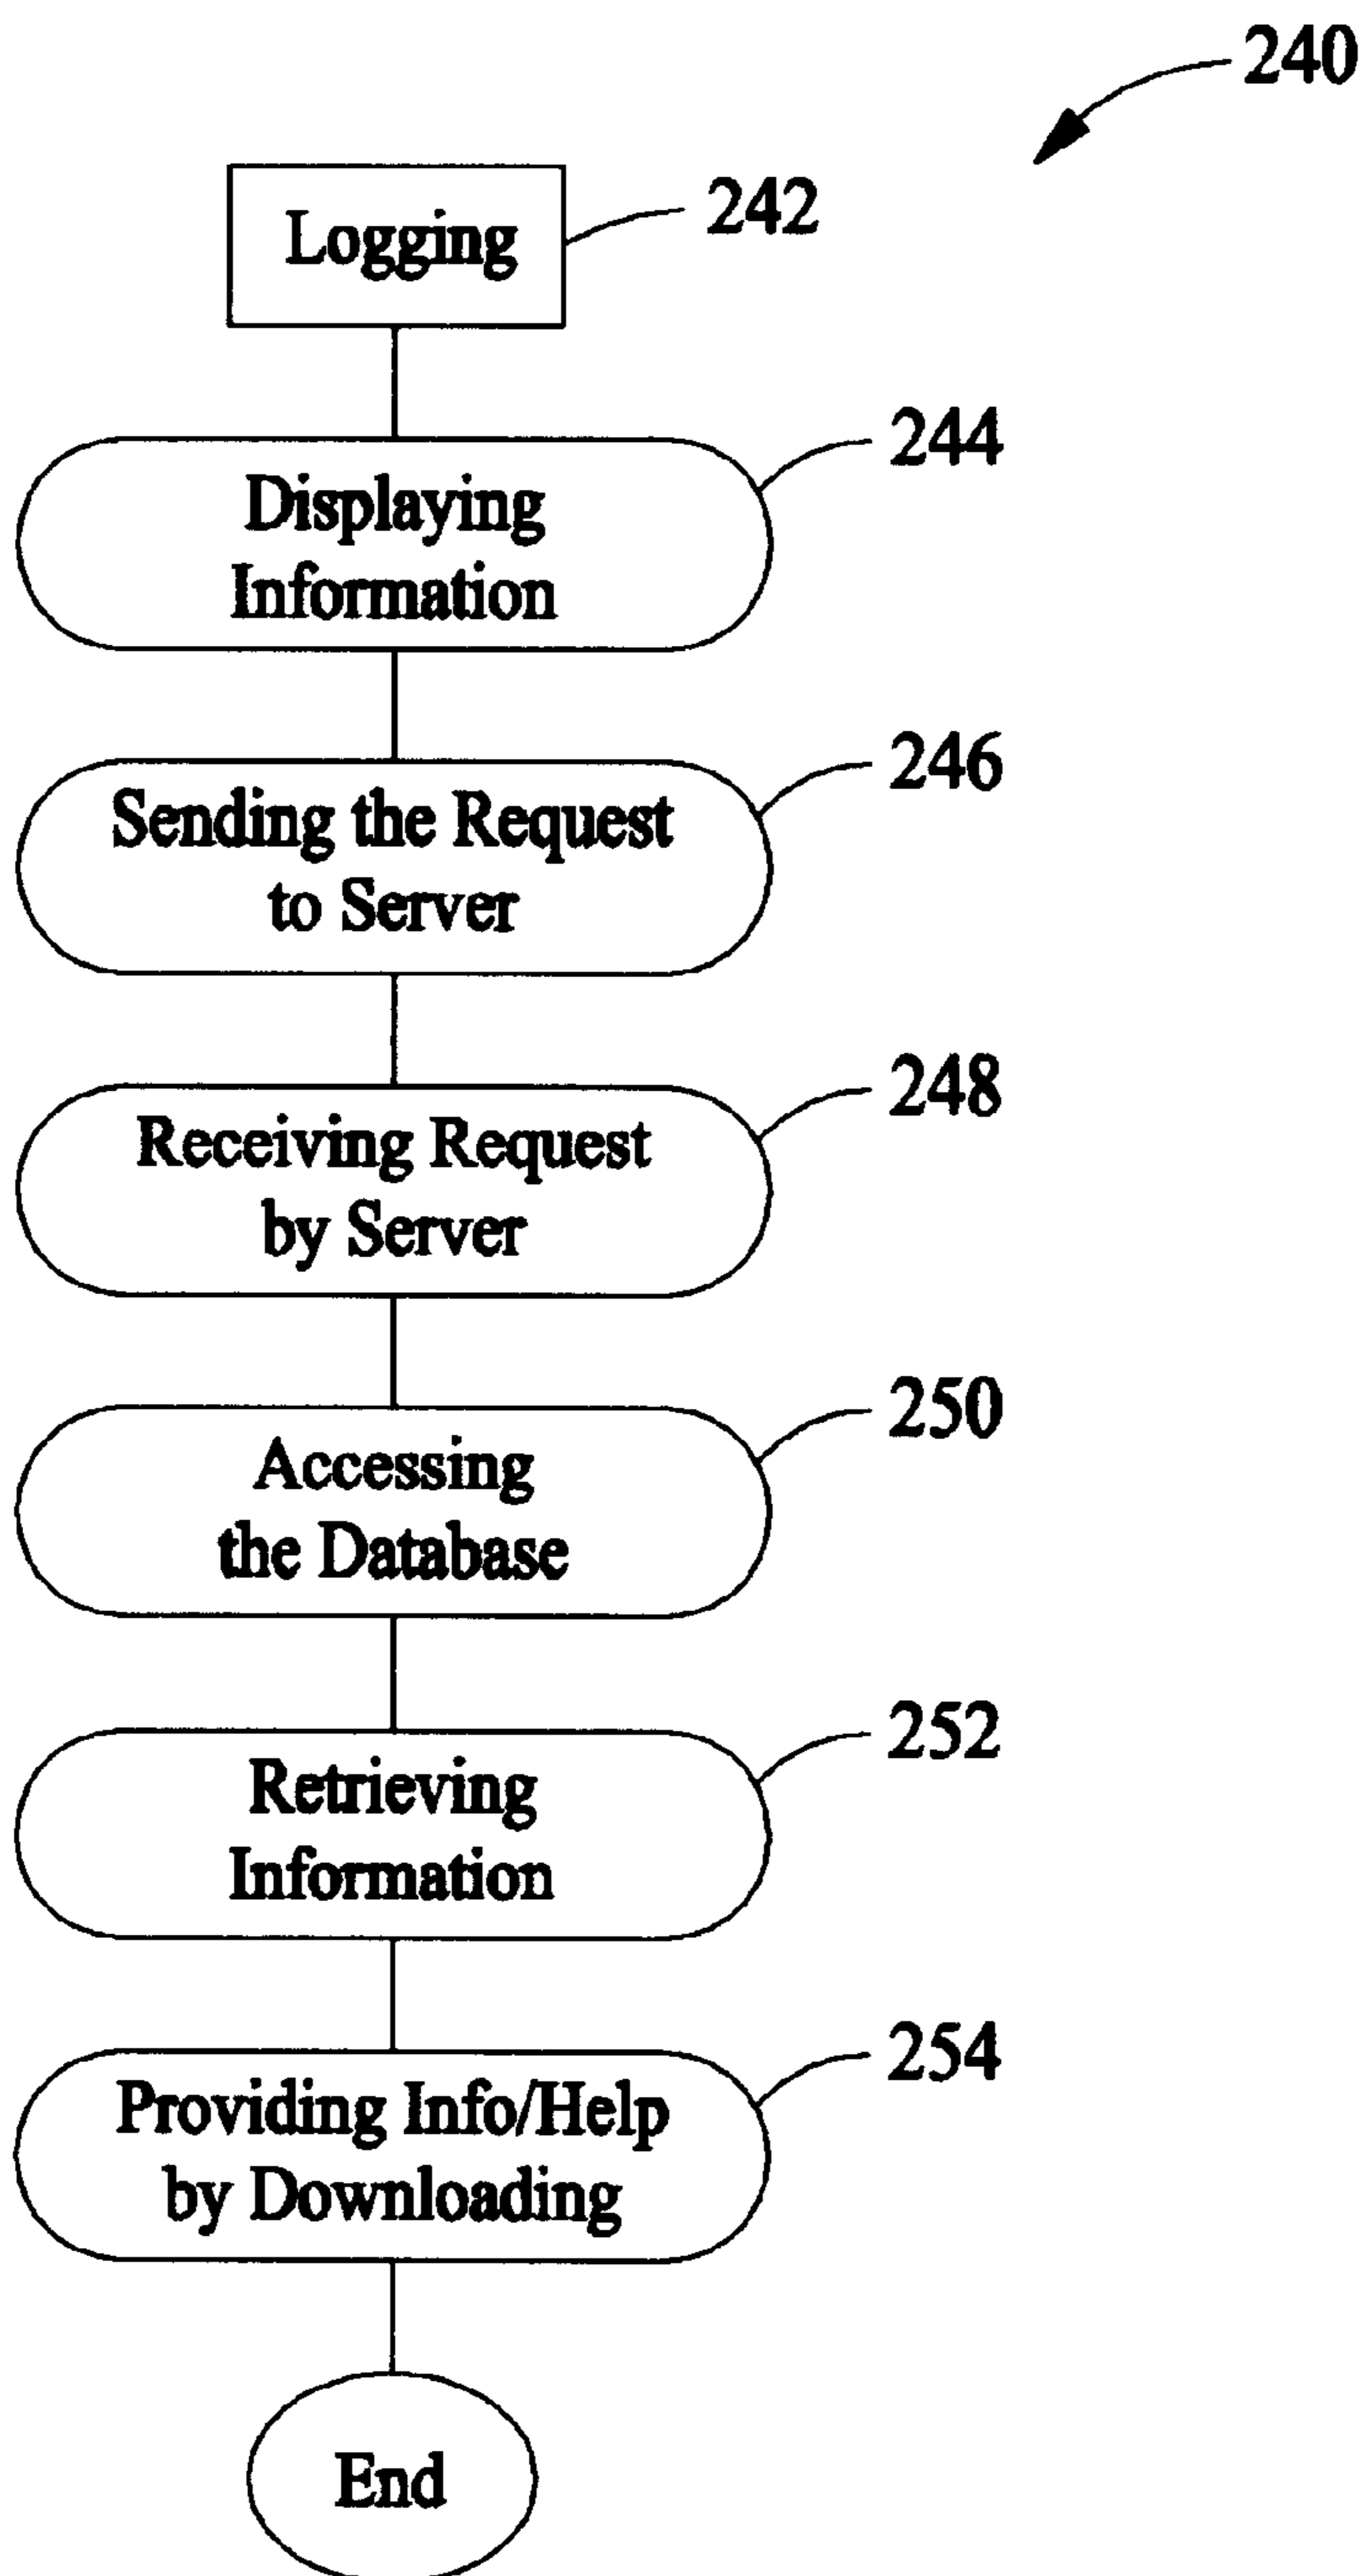 240
Logging
242
Displaying
Information
244
Sending the Request
to Server
246
Receiving Request
by Server
248
Accessing
the Database
250
Retrieving
Information
252
Providing Info/Help
by Downloading
254
End